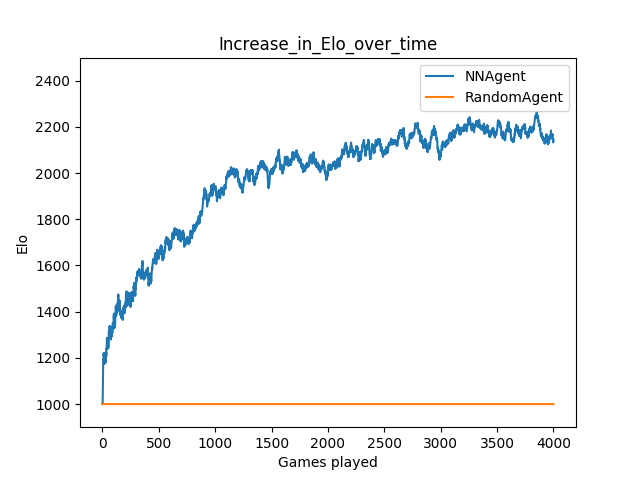 Increase_in_Elo_over_time
NNAgent
RandomAgent
2400
2200
2000
1800
1600
1400
1200
1000
Elo
0 500 1000 1500 2000 2500 3000 3500 4000
Games played